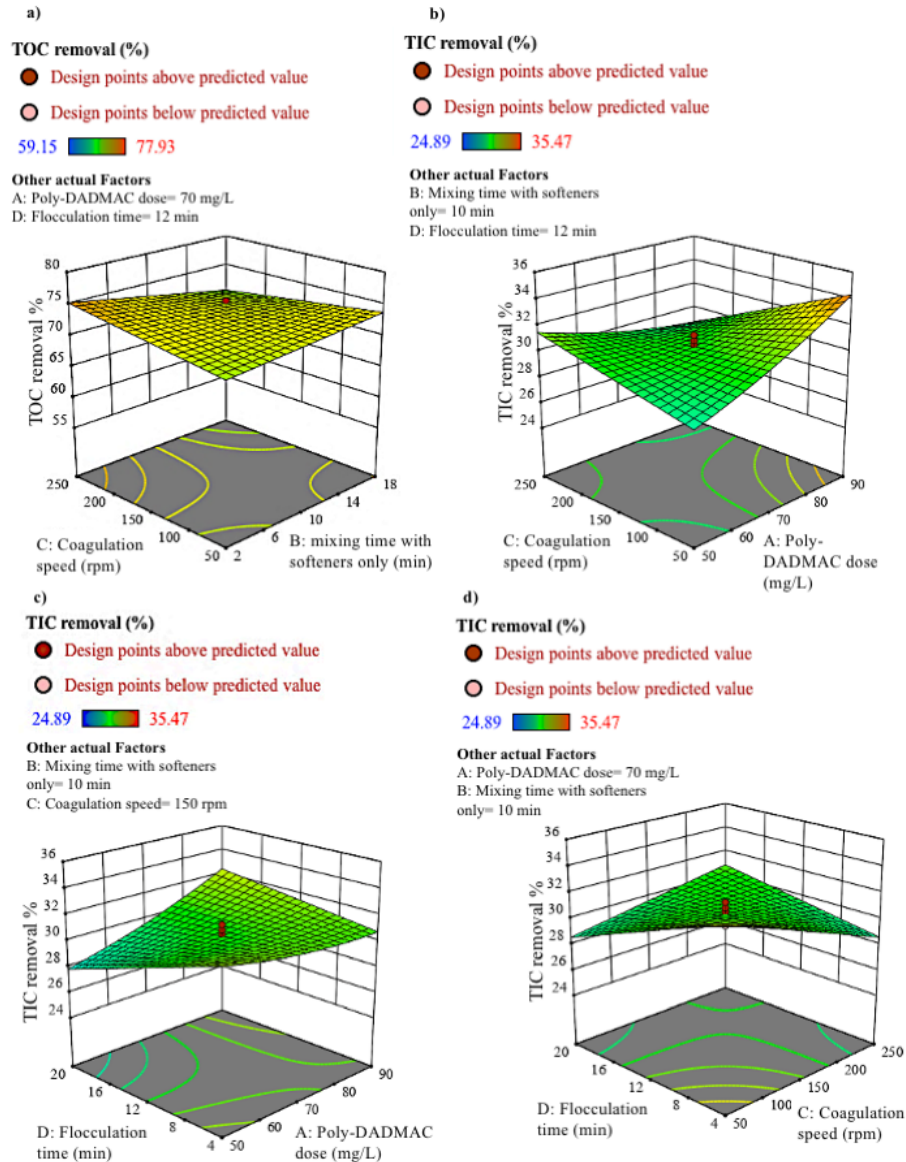 a)
TOC removal (%)
Design points above predicted value
Design points below predicted value
59.15 77.93
Other actual Factors
A: Poly-DADMAC dose= 70 mg/L
D: Flocculation time= 12 min
80
75
70
65
60
55
TOC removal %
250
200
150
100
50
C: Coagulation
speed (rpm)
2
6
10
14
18
B: mixing time with
softeners only (min)
b)
TIC removal (%)
Design points above predicted value
Design points below predicted value
24.89 35.47
Other actual Factors
B: Mixing time with softeners
only= 10 min
D: Flocculation time= 12 min
36
34
32
30
28
26
24
TIC removal %
250
200
150
100
50
C: Coagulation
speed (rpm)
50
60
70
80
90
A: Poly-
DADMAC dose
(mg/L)
c)
TIC removal (%)
Design points above predicted value
Design points below predicted value
24.89 35.47
Other actual Factors
B: Mixing time with softeners
only= 10 min
C: Coagulation speed= 150 rpm
36
34
32
30
28
26
24
TIC removal %
20
16
12
8
4
D: Flocculation
time (min)
50
60
70
80
90
A: Poly-DADMAC
dose (mg/L)
d)
TIC removal (%)
Design points above predicted value
Design points below predicted value
24.89 35.47
Other actual Factors
A: Poly-DADMAC dose= 70 mg/L
B: Mixing time with softeners
only= 10 min
36
34
32
30
28
26
24
TIC removal %
20
16
12
8
4
D: Flocculation
time (min)
50
100
150
200
250
C: Coagulation
speed (rpm)